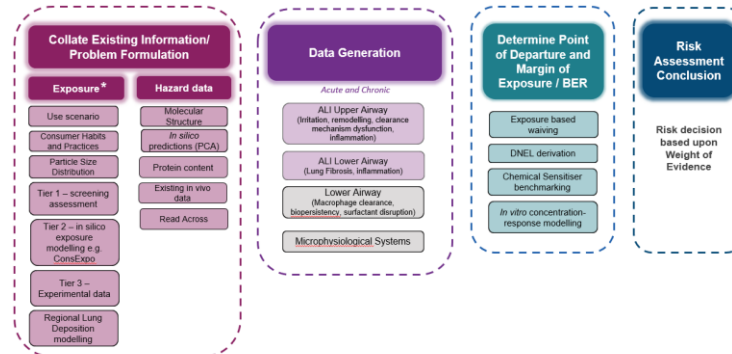 Collate Existing Information/
Problem Formulation
Exposure*
Use scenario
Consumer Habits
and Practices
Particle Size
Distribution
Tier 1 – screening
assessment
Tier 2 – in silico
exposure
modelling e.g.
ConsExpo
Tier 3 –
Experimental data
Regional Lung
Deposition
modelling
Hazard data
Molecular
Structure
In silico
predictions (PCA)
Protein content
Existing in vivo
data
Read Across
Data Generation
Acute and Chronic
ALI Upper Airway
(Irritation, remodelling, clearance
mechanism dysfunction,
inflammation)
ALI Lower Airway
(Lung Fibrosis, inflammation)
Lower Airway
(Macrophage clearance,
biopersistency, surfactant disruption)
Microphysiological Systems
Determine Point
of Departure and
Margin of
Exposure / BER
Exposure based
waiving
DNEL derivation
Chemical Sensitiser
benchmarking
In vitro concentration-
response modelling
Risk
Assessment
Conclusion
Risk decision
based upon
Weight of
Evidence